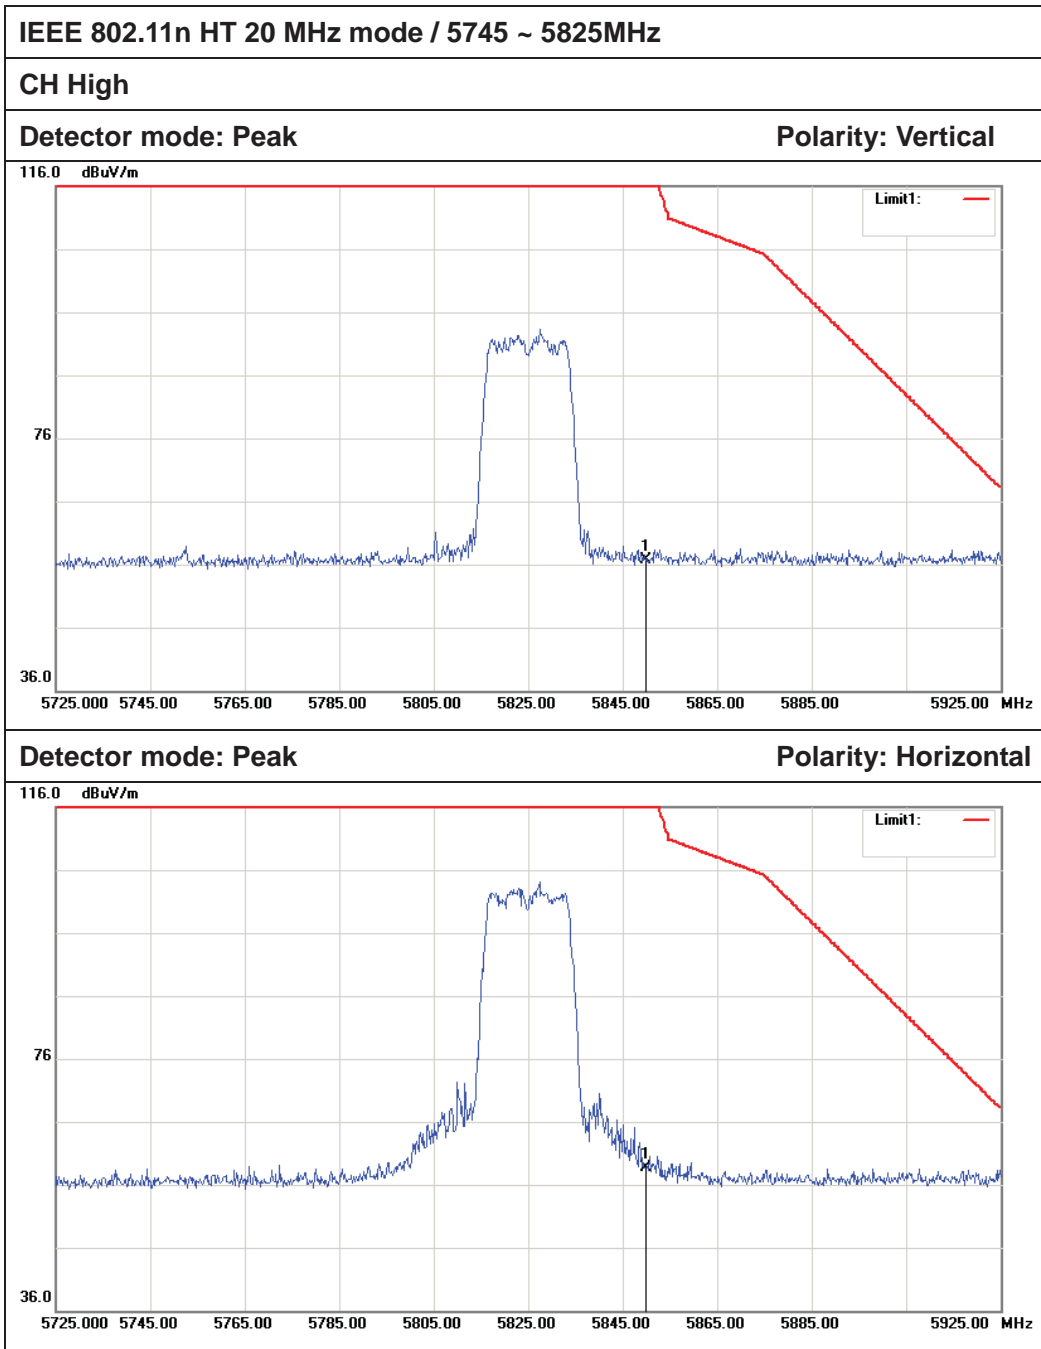 IEEE 802.11n HT 20 MHz mode / 5745 ~ 5825MHz
CH High
Detector mode: Peak Polarity: Vertical
116.0 dBuV/m
Limit1:
76
1
36.0
5725.000 5745.00 5765.00 5785.00 5805.00 5825.00 5845.00 5865.00 5885.00 5925.00 MHz
Detector mode: Peak Polarity: Horizontal
116.0 dBuV/m
Limit1:
76
1
36.0
5725.000 5745.00 5765.00 5785.00 5805.00 5825.00 5845.00 5865.00 5885.00 5925.00 MHz